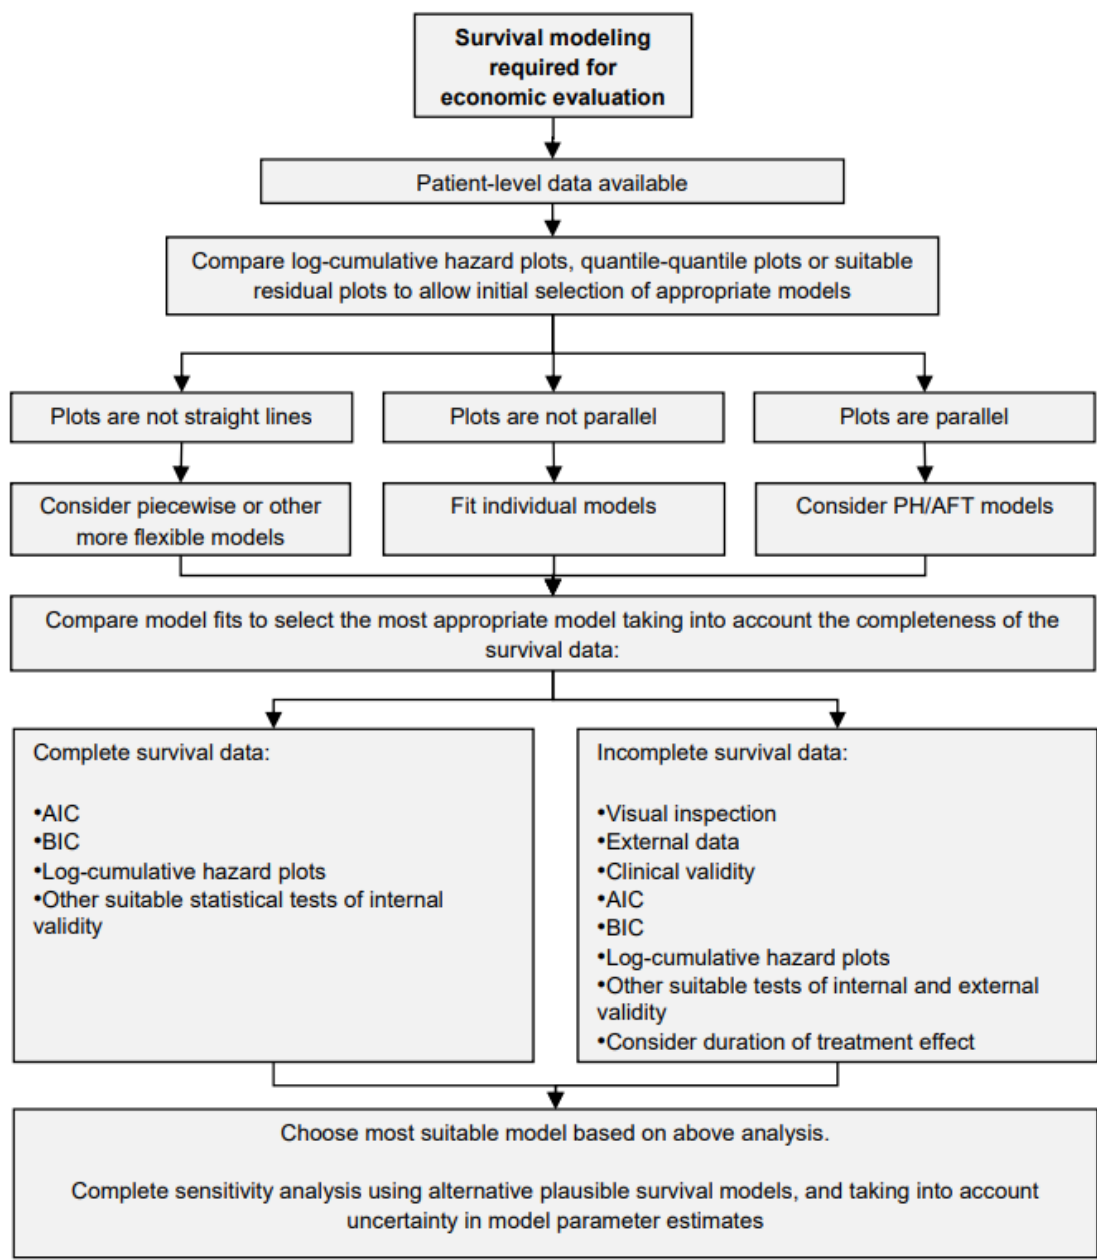 Survival modeling
required for
economic evaluation
Patient-level data available
Compare log-cumulative hazard plots, quantile-quantile plots or suitable
residual plots to allow initial selection of appropriate models
Plots are not straight lines
Plots are not parallel
Plots are parallel
Consider piecewise or other
more flexible models
Fit individual models
Consider PH/AFT models
Compare model fits to select the most appropriate model taking into account the completeness of the
survival data:
Complete survival data:
•AIC
•BIC
•Log-cumulative hazard plots
•Other suitable statistical tests of internal
validity
Incomplete survival data:
•Visual inspection
•External data
•Clinical validity
•AIC
•BIC
•Log-cumulative hazard plots
•Other suitable tests of internal and external
validity
•Consider duration of treatment effect
Choose most suitable model based on above analysis.
Complete sensitivity analysis using alternative plausible survival models, and taking into account
uncertainty in model parameter estimates